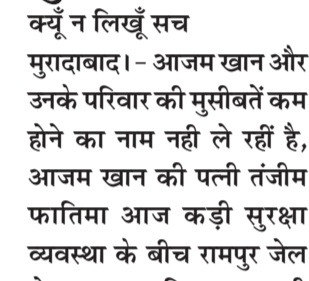 क्यूँ न लिखूँ सच
मुरादाबाद।- आजम खान और
उनके परिवार की मुसीबतें कम
होने का नाम नही ले रहीं है,
आजम खान की पत्नी तंजीम
फातिमा आज कड़ी सुरक्षा
व्यवस्था के बीच रामपुर जेल